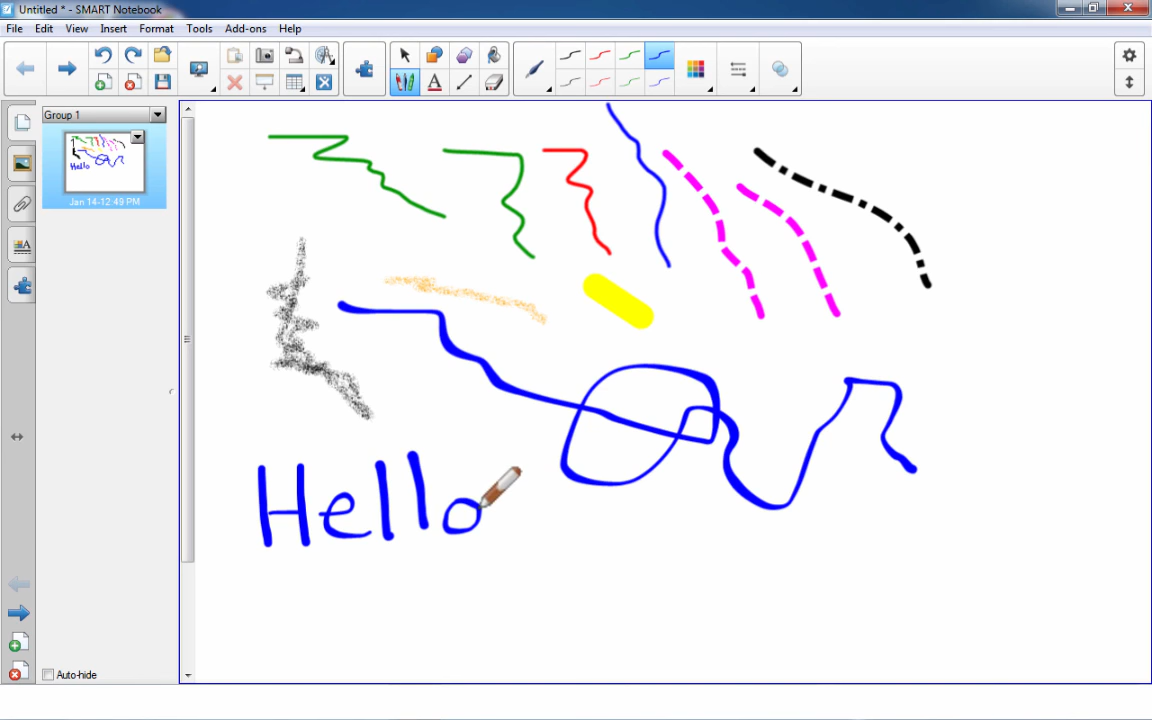 Untitled * - SMART Notebook
File Edit View Insert Format Tools Add-ons Help
Group 1
Hello
Jan 14-12:49 PM
Hello
Auto-hide